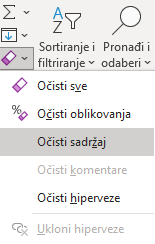 Sortiranje i
filtriranje
Pronađi i
odaberi
Očisti sve
Očisti oblikovanja
Očisti sadržaj
Očisti komentare
Očisti hiperveze
Ukloni hiperveze